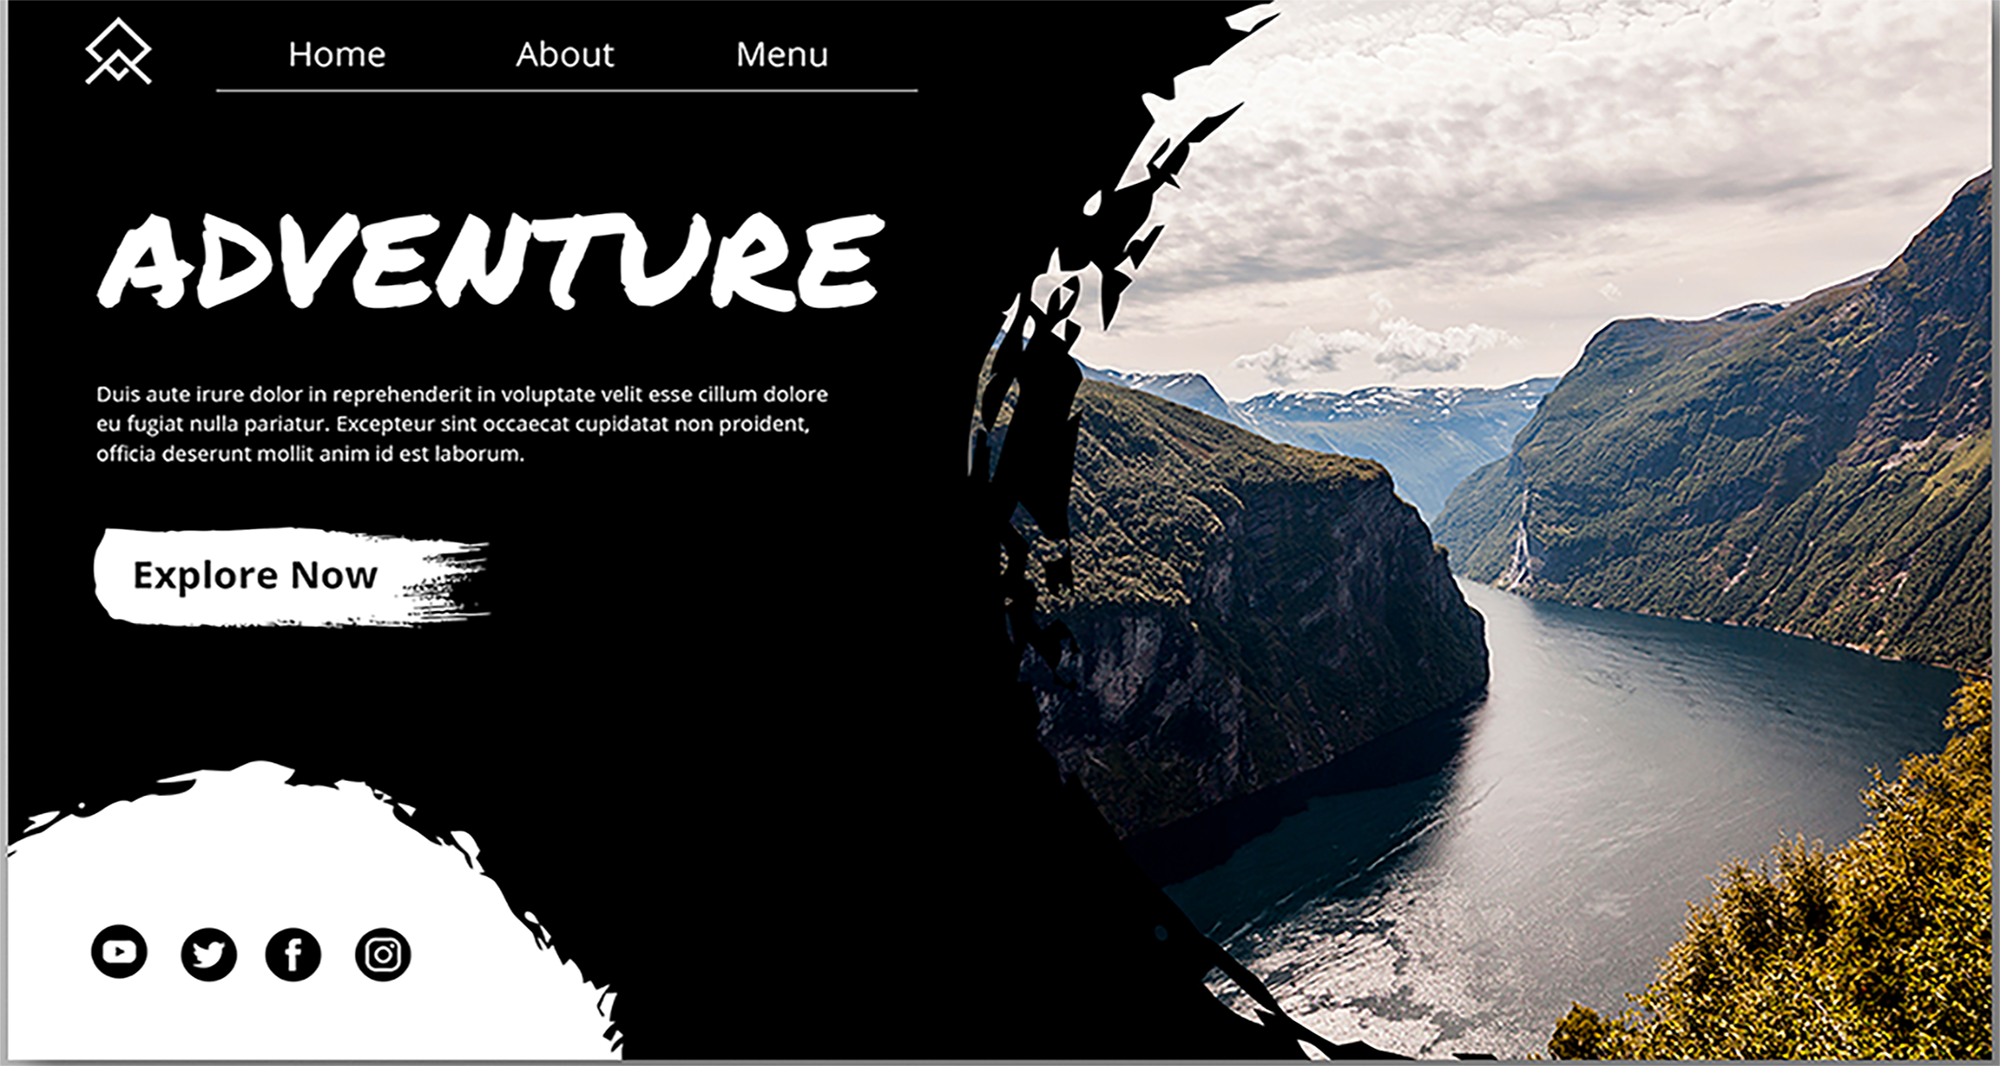 Home About Menu
ADVENTURE
Duis aute irure dolor in reprehenderit in voluptate velit esse cillum dolore
eu fugiat nulla pariatur. Excepteur sint occaecat cupidatat non proident,
officia deserunt mollit anim id est laborum.
Explore Now